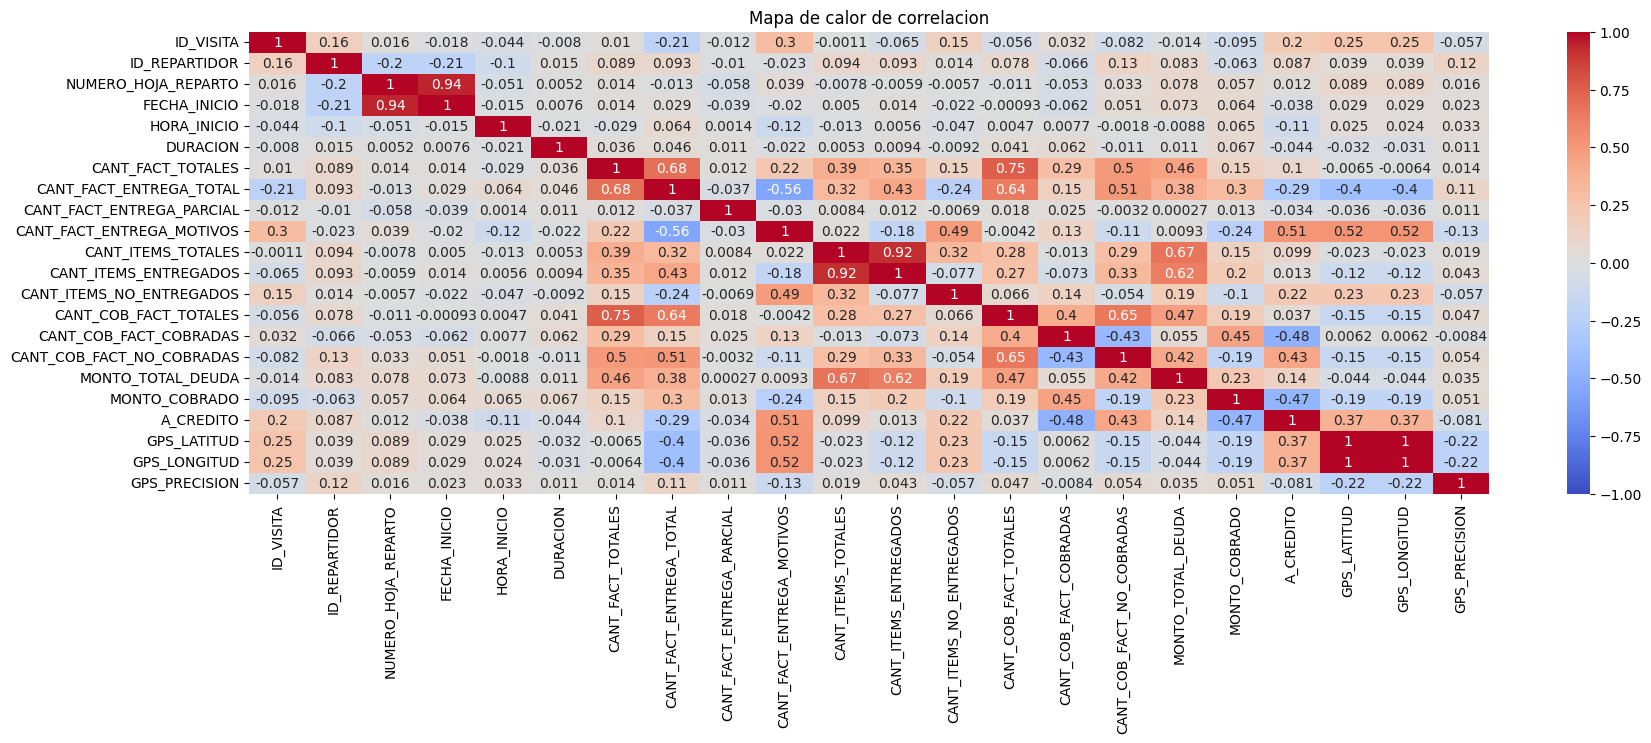 Mapa de calor de correlacion
ID_VISITA 1 0.16 0.016 -0.018 -0.044 -0.008 0.01 -0.21 -0.012 0.3 -0.0011 -0.065 0.15 -0.056 0.032 -0.082 -0.014 -0.095 0.2 0.25 0.25 -0.057
ID_REPARTIDOR 0.16 1 -0.2 -0.21 -0.1 0.015 0.089 0.093 -0.01 -0.023 0.094 0.093 0.014 0.078 -0.066 0.13 0.083 -0.063 0.087 0.039 0.039 0.12
NUMERO_HOJA_REPARTO 0.016 -0.2 1 0.94 -0.051 0.0052 0.014 -0.013 -0.058 0.039 -0.0078 -0.0059 -0.0057 -0.011 -0.053 0.033 0.078 0.057 0.012 0.089 0.089 0.016
FECHA_INICIO -0.018 -0.21 0.94 1 -0.015 0.0076 0.014 0.029 -0.039 -0.02 0.005 0.014 -0.022 -0.00093 -0.062 0.051 0.073 0.064 -0.038 0.029 0.029 0.023
HORA_INICIO -0.044 -0.1 -0.051 -0.015 1 -0.021 -0.029 0.064 0.0014 -0.12 -0.013 0.0056 -0.047 0.0047 0.0077 -0.0018 -0.0088 0.065 -0.11 0.025 0.024 0.033
DURACION -0.008 0.015 0.0052 0.0076 -0.021 1 0.036 0.046 0.011 -0.022 0.0053 0.0094 -0.0092 0.041 0.062 -0.011 0.011 0.067 -0.044 -0.032 -0.031 0.011
CANT_FACT_TOTALES 0.01 0.089 0.014 0.014 -0.029 0.036 1 0.68 0.012 0.22 0.39 0.35 0.15 0.75 0.29 0.5 0.46 0.15 0.1 -0.0065 -0.0064 0.014
CANT_FACT_ENTREGA_TOTAL -0.21 0.093 -0.013 0.029 0.064 0.046 0.68 1 -0.037 -0.56 0.32 0.43 -0.24 0.64 0.15 0.51 0.38 0.3 -0.29 -0.4 -0.4 0.11
CANT_FACT_ENTREGA_PARCIAL -0.012 -0.01 -0.058 -0.039 0.0014 0.011 0.012 -0.037 1 -0.03 0.0084 0.012 -0.0069 0.018 0.025 -0.0032 0.00027 0.013 -0.034 -0.036 -0.036 0.011
CANT_FACT_ENTREGA_MOTIVOS 0.3 -0.023 0.039 -0.02 -0.12 -0.022 0.22 -0.56 -0.03 1 0.022 -0.18 0.49 -0.0042 0.13 -0.11 0.0093 -0.24 0.51 0.52 0.52 -0.13
CANT_ITEMS_TOTALES -0.0011 0.094 -0.0078 0.005 -0.013 0.0053 0.39 0.32 0.0084 0.022 1 0.92 0.32 0.28 -0.013 0.29 0.67 0.15 0.099 -0.023 -0.023 0.019
CANT_ITEMS_ENTREGADOS -0.065 0.093 -0.0059 0.014 0.0056 0.0094 0.35 0.43 0.012 -0.18 0.92 1 -0.077 0.27 -0.073 0.33 0.62 0.2 0.013 -0.12 -0.12 0.043
CANT_ITEMS_NO_ENTREGADOS 0.15 0.014 -0.0057 -0.022 -0.047 -0.0092 0.15 -0.24 -0.0069 0.49 0.32 -0.077 1 0.066 0.14 -0.054 0.19 -0.1 0.22 0.23 0.23 -0.057
CANT_COB_FACT_TOTALES -0.056 0.078 -0.011 -0.00093 0.0047 0.041 0.75 0.64 0.018 -0.0042 0.28 0.27 0.066 1 0.4 0.65 0.47 0.19 0.037 -0.15 -0.15 0.047
CANT_COB_FACT_COBRADAS 0.032 -0.066 -0.053 -0.062 0.0077 0.062 0.29 0.15 0.025 0.13 -0.013 -0.073 0.14 0.4 1 -0.43 0.055 0.45 -0.48 0.0062 0.0062 -0.0084
CANT_COB_FACT_NO_COBRADAS -0.082 0.13 0.033 0.051 -0.0018 -0.011 0.5 0.51 -0.0032 -0.11 0.29 0.33 -0.054 0.65 -0.43 1 0.42 -0.19 0.43 -0.15 -0.15 0.054
MONTO_TOTAL_DEUDA -0.014 0.083 0.078 0.073 -0.0088 0.011 0.46 0.38 0.00027 0.0093 0.67 0.62 0.19 0.47 0.055 0.42 1 0.23 0.14 -0.044 -0.044 0.035
MONTO_COBRADO -0.095 -0.063 0.057 0.064 0.065 0.067 0.15 0.3 0.013 -0.24 0.15 0.2 -0.1 0.19 0.45 -0.19 0.23 1 -0.47 -0.19 -0.19 0.051
A_CREDITO 0.2 0.087 0.012 -0.038 -0.11 -0.044 0.1 -0.29 -0.034 0.51 0.099 0.013 0.22 0.037 -0.48 0.43 0.14 -0.47 1 0.37 0.37 -0.081
GPS_LATITUD 0.25 0.039 0.089 0.029 0.025 -0.032 -0.0065 -0.4 -0.036 0.52 -0.023 -0.12 0.23 -0.15 0.0062 -0.15 -0.044 -0.19 0.37 1 1 -0.22
GPS_LONGITUD 0.25 0.039 0.089 0.029 0.024 -0.031 -0.0064 -0.4 -0.036 0.52 -0.023 -0.12 0.23 -0.15 0.0062 -0.15 -0.044 -0.19 0.37 1 1 -0.22
GPS_PRECISION -0.057 0.12 0.016 0.023 0.033 0.011 0.014 0.11 0.011 -0.13 0.019 0.043 -0.057 0.047 -0.0084 0.054 0.035 0.051 -0.081 -0.22 -0.22 1
ID_VISITA
ID_REPARTIDOR
NUMERO_HOJA_REPARTO
FECHA_INICIO
HORA_INICIO
DURACION
CANT_FACT_TOTALES
CANT_FACT_ENTREGA_TOTAL
CANT_FACT_ENTREGA_PARCIAL
CANT_FACT_ENTREGA_MOTIVOS
CANT_ITEMS_TOTALES
CANT_ITEMS_ENTREGADOS
CANT_ITEMS_NO_ENTREGADOS
CANT_COB_FACT_TOTALES
CANT_COB_FACT_COBRADAS
CANT_COB_FACT_NO_COBRADAS
MONTO_TOTAL_DEUDA
MONTO_COBRADO
A_CREDITO
GPS_LATITUD
GPS_LONGITUD
GPS_PRECISION
1.00
0.75
0.50
0.25
0.00
−0.25
−0.50
−0.75
−1.00